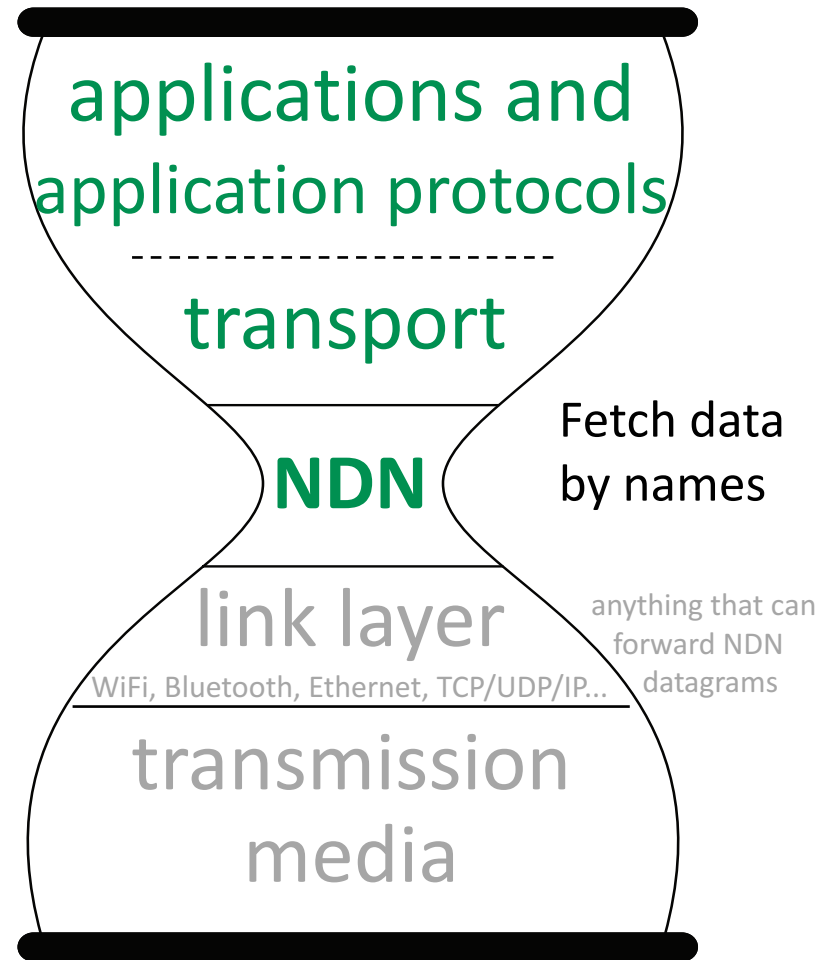 applications and
application protocols
transport
NDN
Fetch data
by names
link layer
WiFi, Bluetooth, Ethernet, TCP/UDP/IP...
anything that can
forward NDN
datagrams
transmission
media